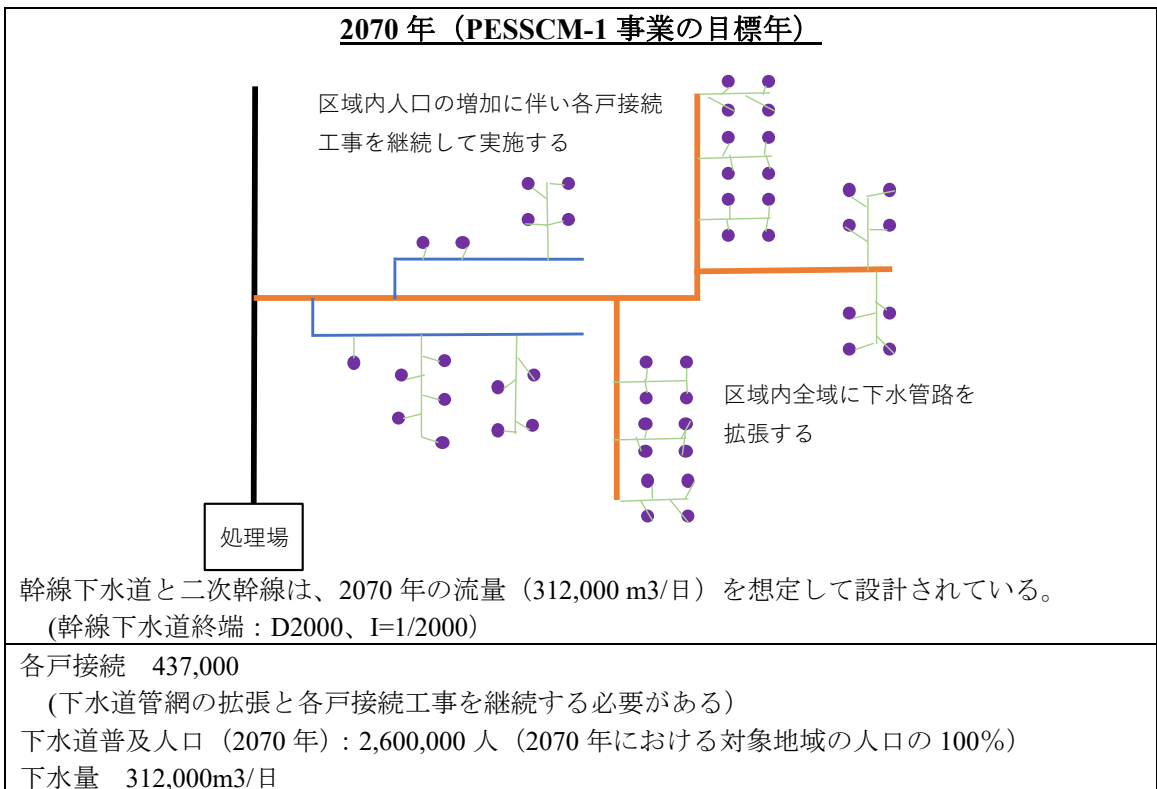 2070 年（PESSCM-1 事業の目標年）
区域内人口の増加に伴い各戸接続
工事を継続して実施する
区域内全域に下水管路を
拡張する
処理場
幹線下水道と二次幹線は、2070 年の流量（312,000 m3/日）を想定して設計されている。
(幹線下水道終端：D2000、I=1/2000）
各戸接続　437,000
(下水道管網の拡張と各戸接続工事を継続する必要がある）
下水道普及人口（2070 年）: 2,600,000 人（2070 年における対象地域の人口の 100%）
下水量　312,000m3/日